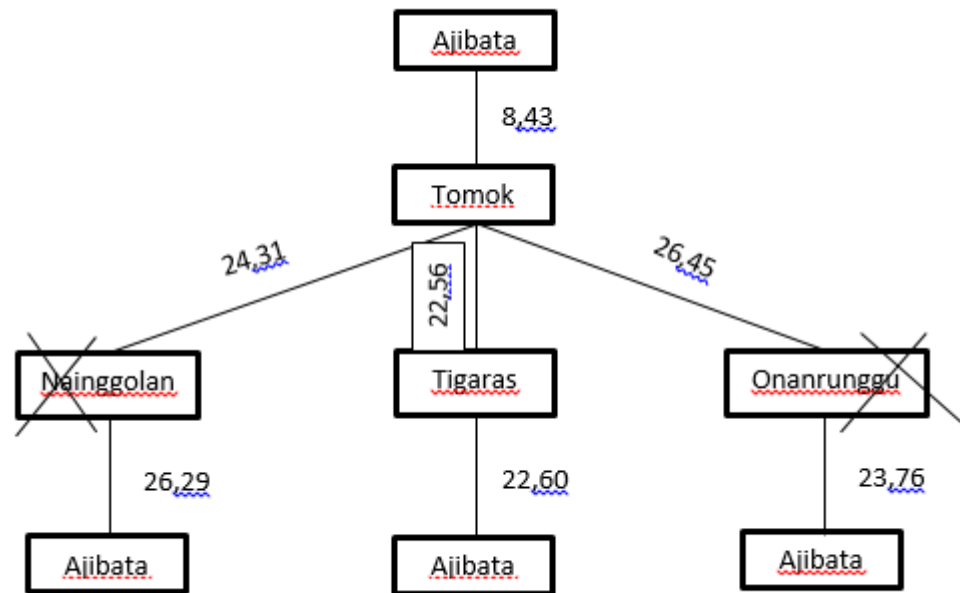 Ajibata
8,43
Tomok
24,31
22,56
26,45
Nainggolan
Tigaras
Onanrunggu
26,29
22,60
23,76
Ajibata
Ajibata
Ajibata